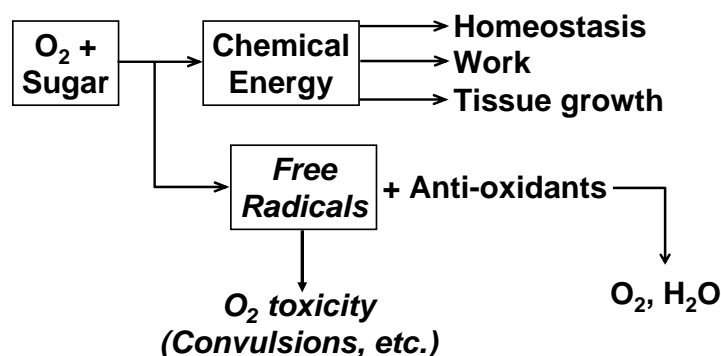 O₂ +
Sugar
Chemical
Energy
Homeostasis
Work
Tissue growth
Free
Radicals
+ Anti-oxidants
O₂ toxicity
(Convulsions, etc.)
O₂, H₂O